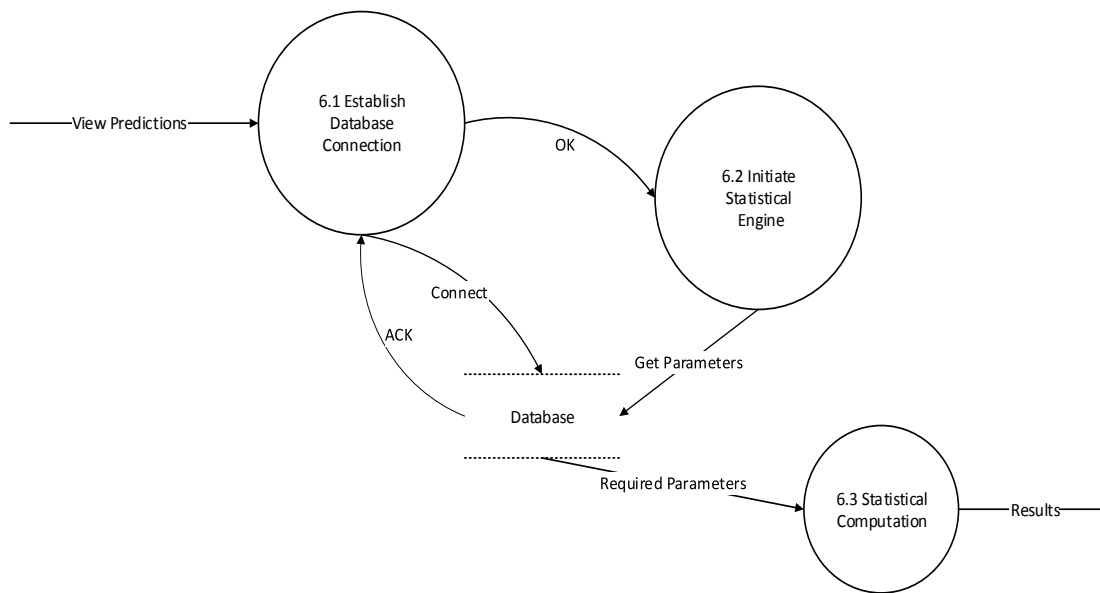 6.1 Establish
Database
Connection
View Predictions
OK
6.2 Initiate
Statistical
Engine
Connect
ACK
Get Parameters
Database
Required Parameters
6.3 Statistical
Computation
Results